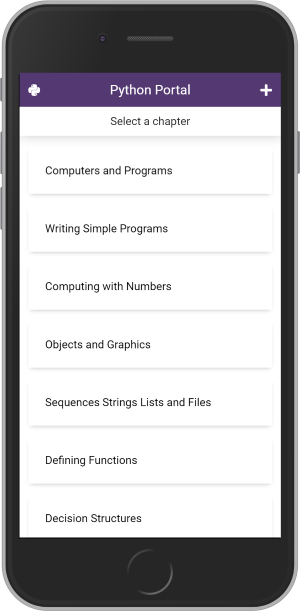 Python Portal
Select a chapter
Computers and Programs
Writing Simple Programs
Computing with Numbers
Objects and Graphics
Sequences Strings Lists and Files
Defining Functions
Decision Structures